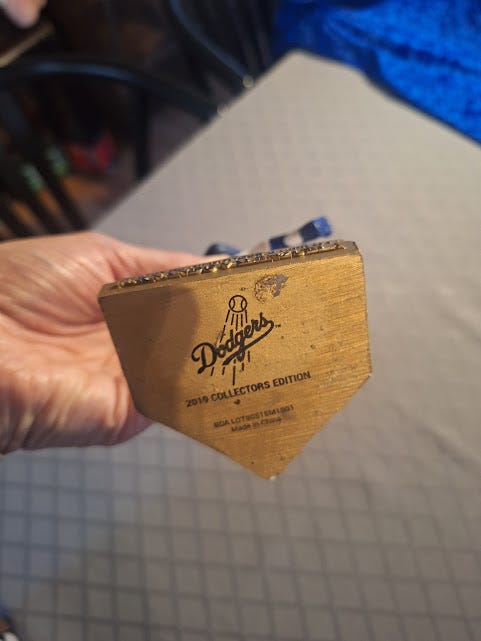 Dodgers
2019 COLLECTORS EDITION
Made in China